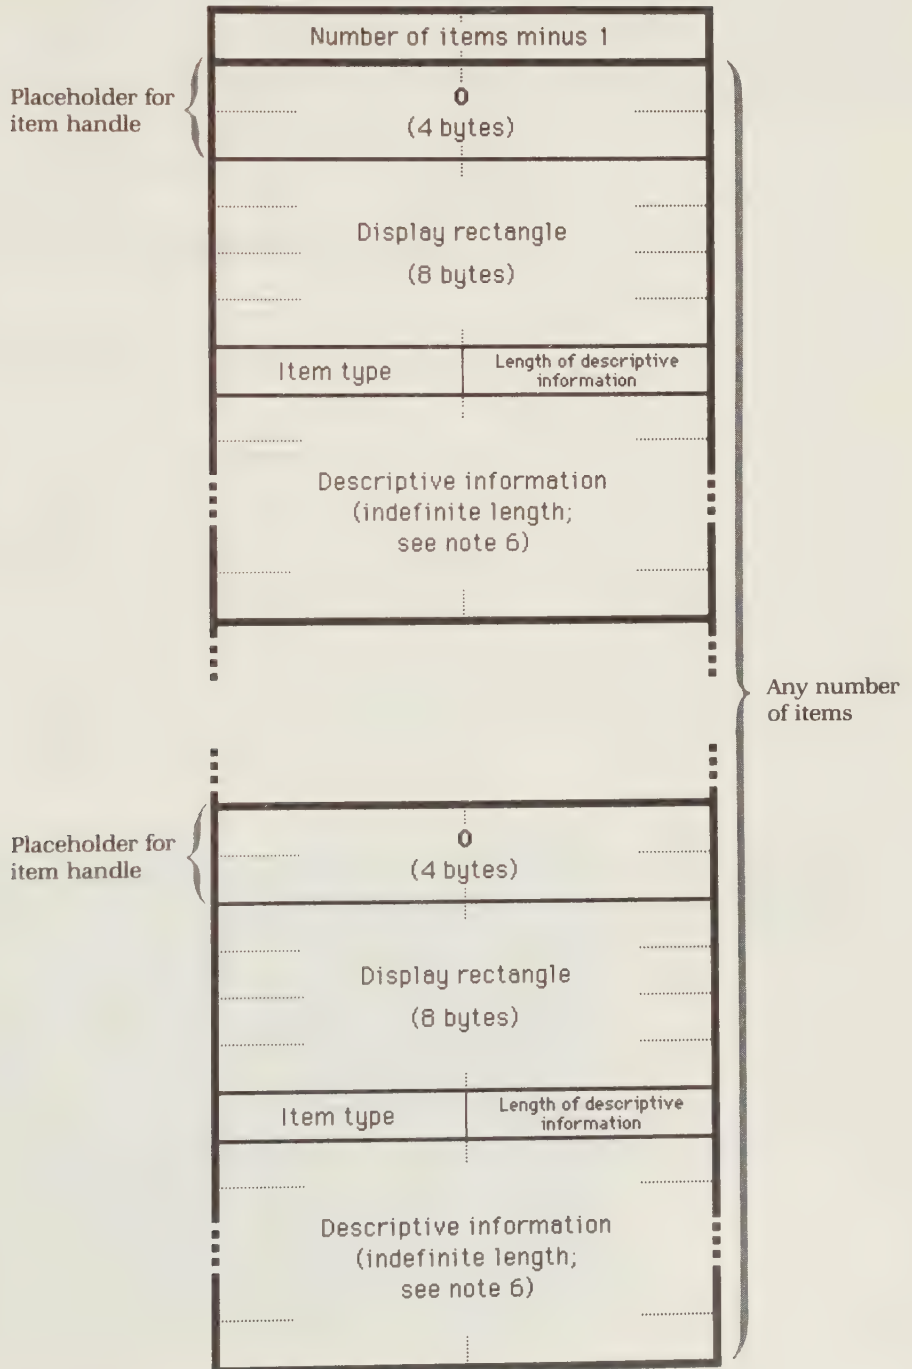 Number of items minus 1
Placeholder for
item handle
0
(4 bytes)
Display rectangle
(8 bytes)
Item type
Length of descriptive
information
Descriptive information
(indefinite length;
see note 6)
Any number
of items
Placeholder for
item handle
0
(4 bytes)
Display rectangle
(8 bytes)
Item type
Length of descriptive
information
Descriptive information
(indefinite length;
see note 6)